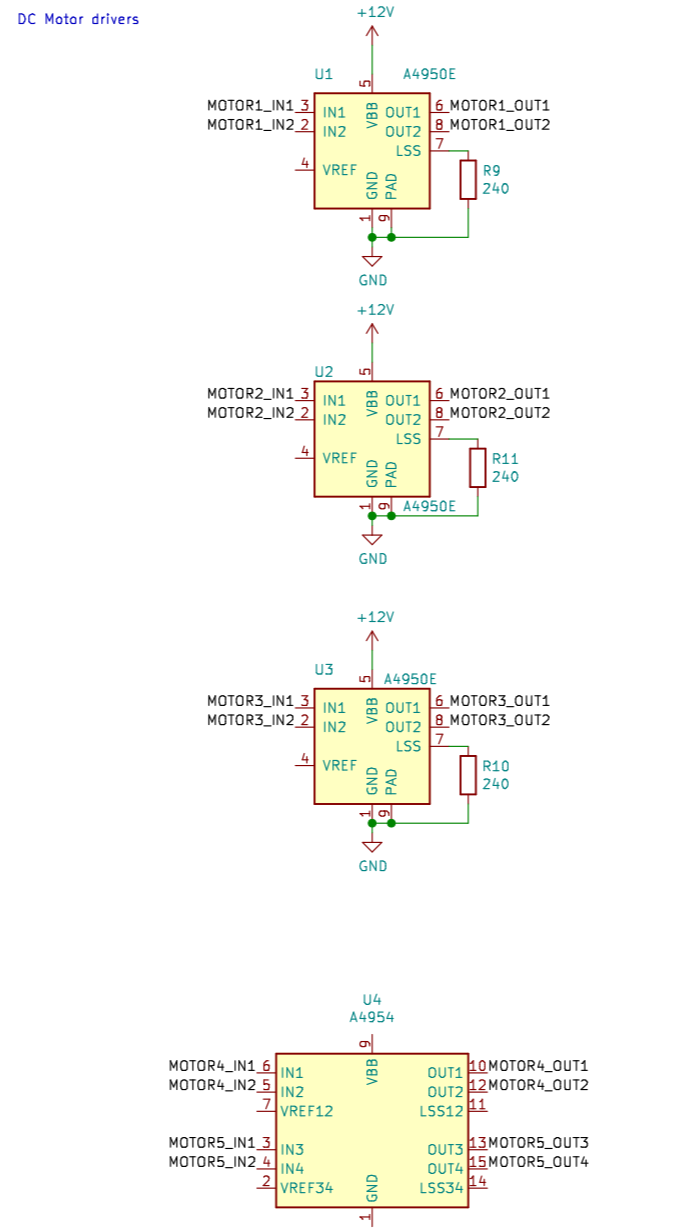 DC Motor drivers
+12V
U1 A4950E
5
MOTOR1_IN1 3 IN1 VBB OUT1 6 MOTOR1_OUT1
MOTOR1_IN2 2 IN2 OUT2 8 MOTOR1_OUT2
LSS 7
4 VREF R9
240
GND PAD
1 9
GND
+12V
U2
5
MOTOR2_IN1 3 IN1 VBB OUT1 6 MOTOR2_OUT1
MOTOR2_IN2 2 IN2 OUT2 8 MOTOR2_OUT2
LSS 7
4 VREF R11
240
GND PAD
1 9 A4950E
GND
+12V
U3
5 A4950E
MOTOR3_IN1 3 IN1 VBB OUT1 6 MOTOR3_OUT1
MOTOR3_IN2 2 IN2 OUT2 8 MOTOR3_OUT2
LSS 7
4 VREF R10
240
GND PAD
1 9
GND
U4
A4954
9
MOTOR4_IN1 6 IN1 VBB OUT1 10 MOTOR4_OUT1
MOTOR4_IN2 5 IN2 OUT2 12 MOTOR4_OUT2
7 VREF12 LSS12 11
MOTOR5_IN1 3 IN3 OUT3 13 MOTOR5_OUT3
MOTOR5_IN2 4 IN4 OUT4 15 MOTOR5_OUT4
2 VREF34 GND LSS34 14
1